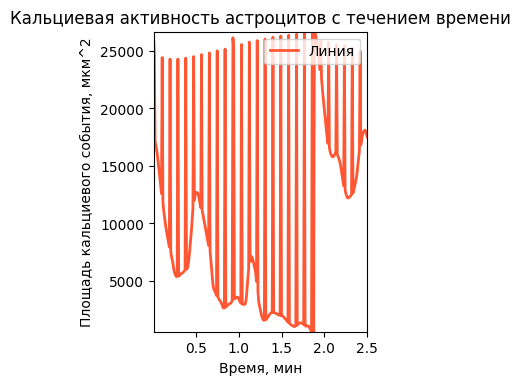 Кальциевая активность астроцитов с течением времени
Площадь кальциевого события, мкм^2
25000
20000
15000
10000
5000
Линия
0.5
1.0
1.5
2.0
2.5
Время, мин